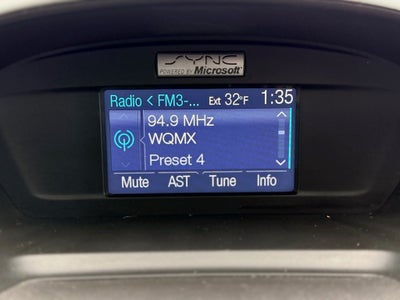 SYNC
POWERED BY Microsoft
Radio < FM3-... Ext 32°F 1:35
94.9 MHz
WQMX
Preset 4
Mute AST Tune Info